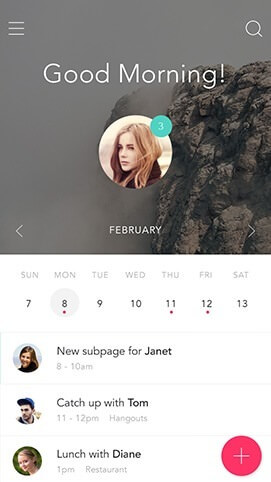 Good Morning!
3
FEBRUARY
SUN MON TUE WED THU FRI SAT
7 8 9 10 11 12 13
New subpage for Janet
8 - 10am
Catch up with Tom
11 - 12pm Hangouts
Lunch with Diane
1pm Restaurant